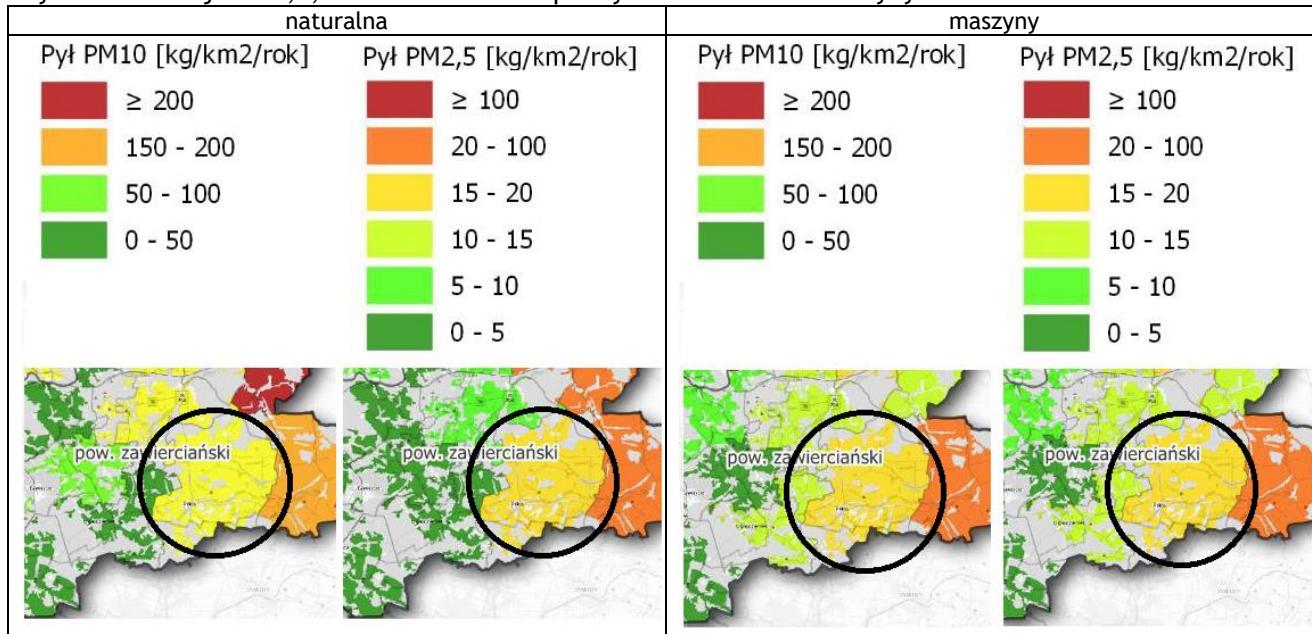 naturalna
maszyny
Pył PM10 [kg/km2/rok]
≥ 200
150 - 200
50 - 100
0 - 50
Pył PM2,5 [kg/km2/rok]
≥ 100
20 - 100
15 - 20
10 - 15
5 - 10
0 - 5
Pył PM10 [kg/km2/rok]
≥ 200
150 - 200
50 - 100
0 - 50
Pył PM2,5 [kg/km2/rok]
≥ 100
20 - 100
15 - 20
10 - 15
5 - 10
0 - 5
pow. zawierciański
pow. zawierciański
pow. zawierciański
pow. zawierciański